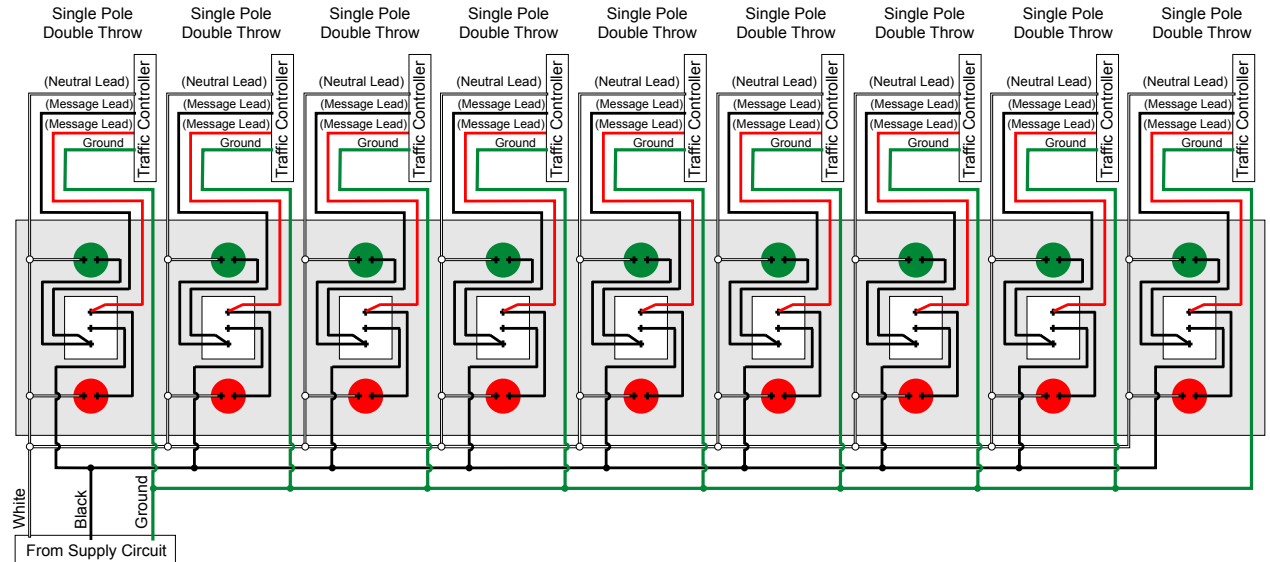 Single Pole
Double Throw
Single Pole
Double Throw
Single Pole
Double Throw
Single Pole
Double Throw
Single Pole
Double Throw
Single Pole
Double Throw
Single Pole
Double Throw
Single Pole
Double Throw
Single Pole
Double Throw
(Neutral Lead)
(Message Lead)
(Message Lead)
Ground
Traffic Controller
(Neutral Lead)
(Message Lead)
(Message Lead)
Ground
Traffic Controller
(Neutral Lead)
(Message Lead)
(Message Lead)
Ground
Traffic Controller
(Neutral Lead)
(Message Lead)
(Message Lead)
Ground
Traffic Controller
(Neutral Lead)
(Message Lead)
(Message Lead)
Ground
Traffic Controller
(Neutral Lead)
(Message Lead)
(Message Lead)
Ground
Traffic Controller
(Neutral Lead)
(Message Lead)
(Message Lead)
Ground
Traffic Controller
(Neutral Lead)
(Message Lead)
(Message Lead)
Ground
Traffic Controller
(Neutral Lead)
(Message Lead)
(Message Lead)
Ground
Traffic Controller
White
Black
Ground
From Supply Circuit